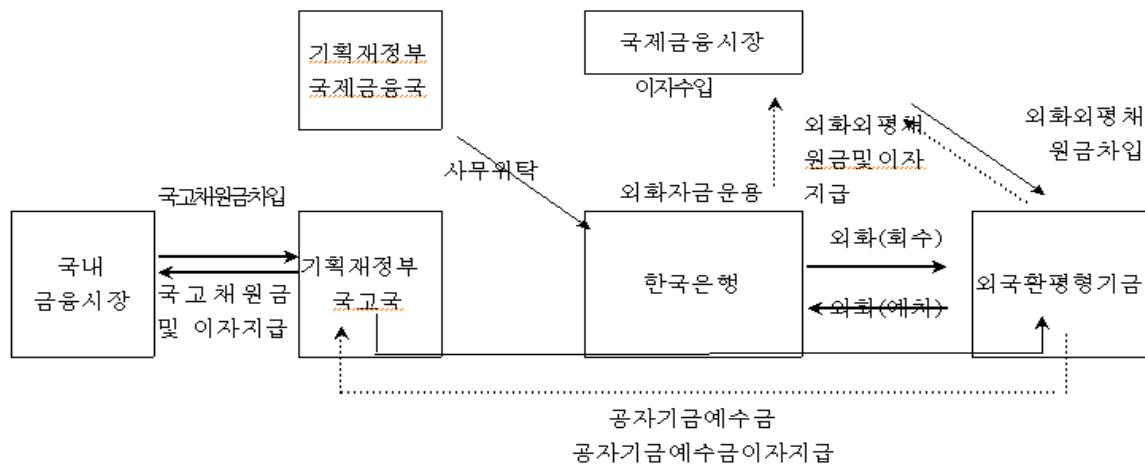 기획재정부
국제금융국
국제금융시장
이자수입
외화외평채
원금및이자
지급
외화외평채
원금차입
사무위탁
외화자금운용
국고채원금차입
국내
금융시장
국고채원금
및 이자지급
기획재정부
국고국
한국은행
외화(회수)
외화(예치)
외국환평형기금
공자기금예수금
공자기금예수금이자지급